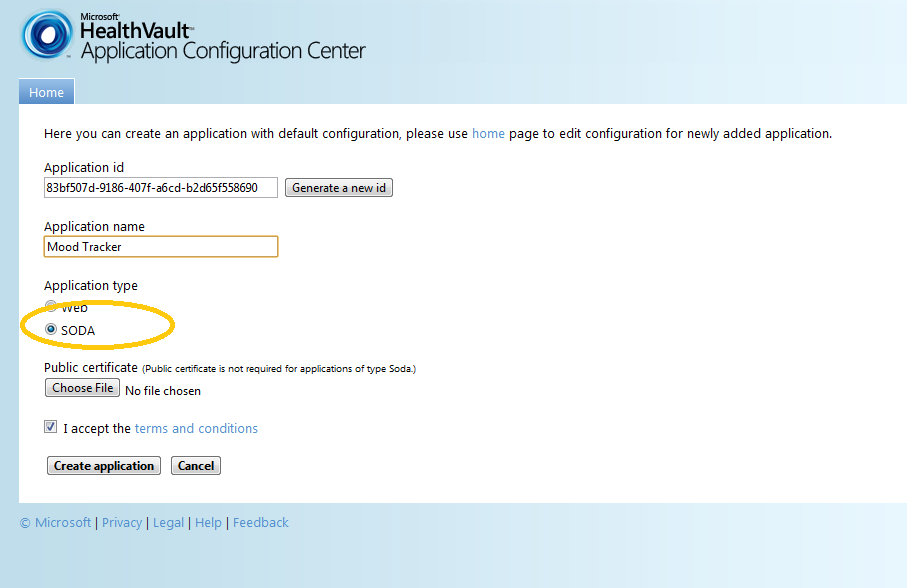 Microsoft®
HealthVault™
Application Configuration Center
Home
Here you can create an application with default configuration, please use home page to edit configuration for newly added application.
Application id
83bf507d-9186-407f-a6cd-b2d65f558690 Generate a new id
Application name
Mood Tracker
Application type
Web
SODA
Public certificate (Public certificate is not required for applications of type Soda.)
Choose File No file chosen
I accept the terms and conditions
Create application Cancel
© Microsoft | Privacy | Legal | Help | Feedback